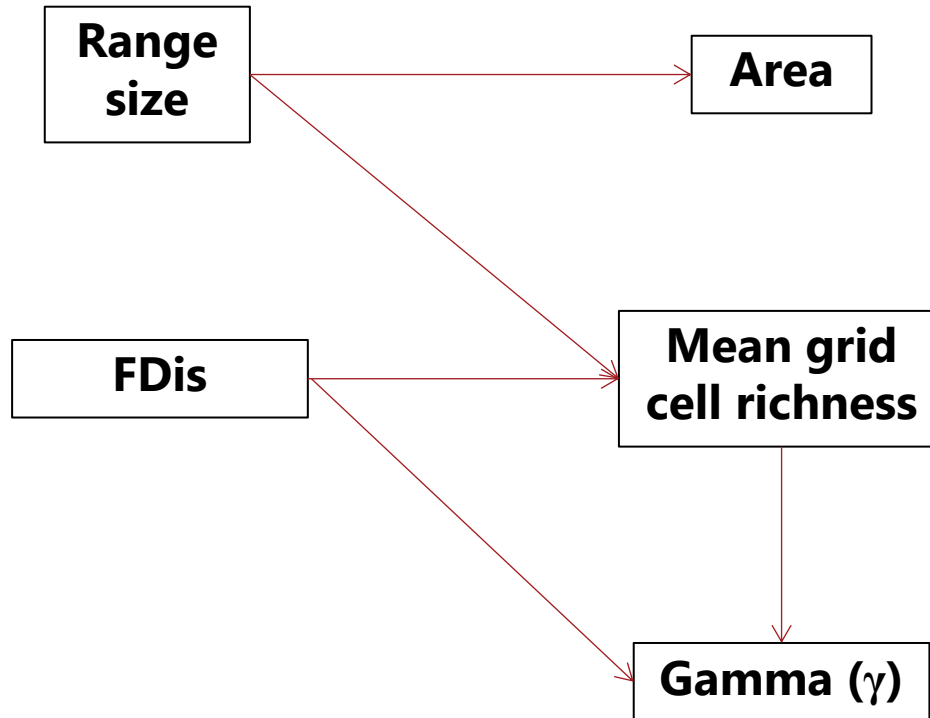 Range
size
Area
FDis
Mean grid
cell richness
Gamma (γ)